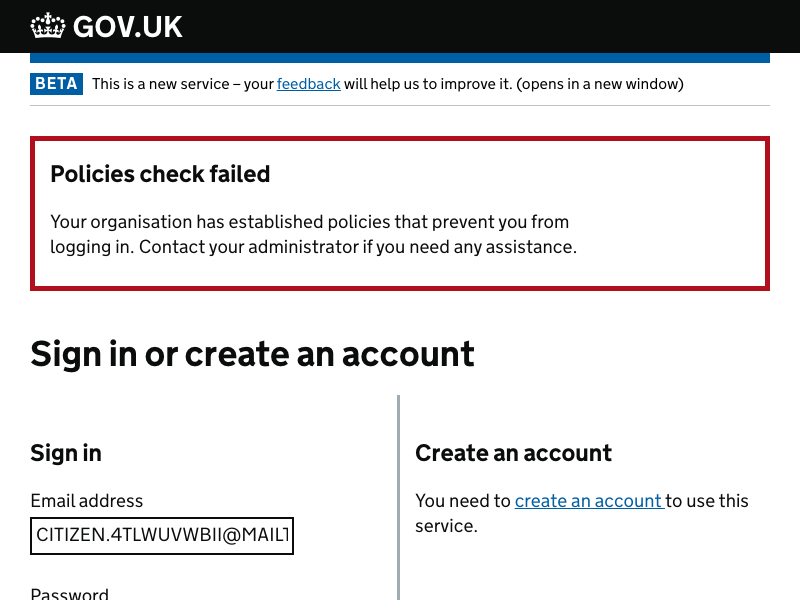 GOV.UK
BETA This is a new service – your feedback will help us to improve it. (opens in a new window)
Policies check failed
Your organisation has established policies that prevent you from
logging in. Contact your administrator if you need any assistance.
Sign in or create an account
Sign in
Email address
CITIZEN.4TLWUVWBII@MAILT
Password
Create an account
You need to create an account to use this
service.